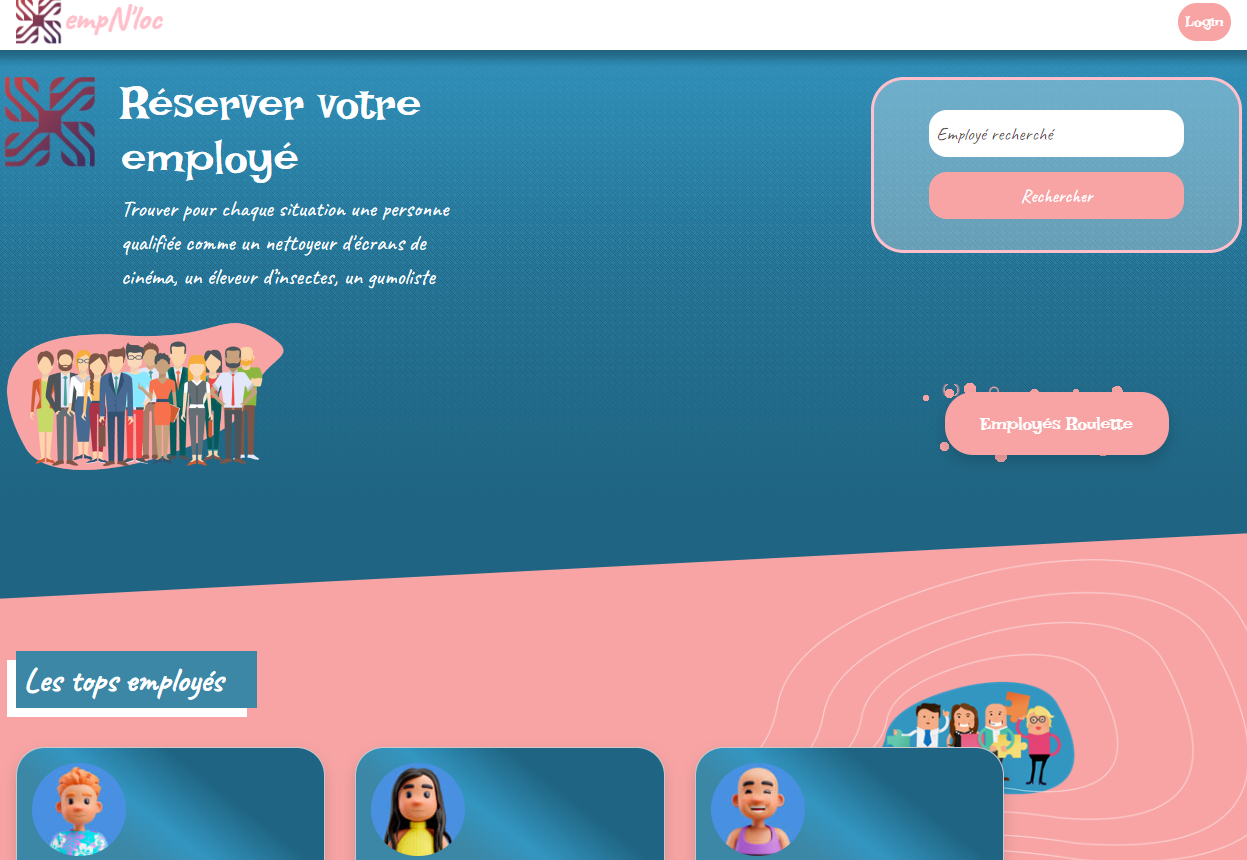 empN'loc
Login
Réserver votre
employé
Trouver pour chaque situation une personne
qualifiée comme un nettoyeur d'écrans de
cinéma, un éleveur d'insectes, un gumoliste
Employé recherché
Rechercher
Employés Roulette
Les tops employés